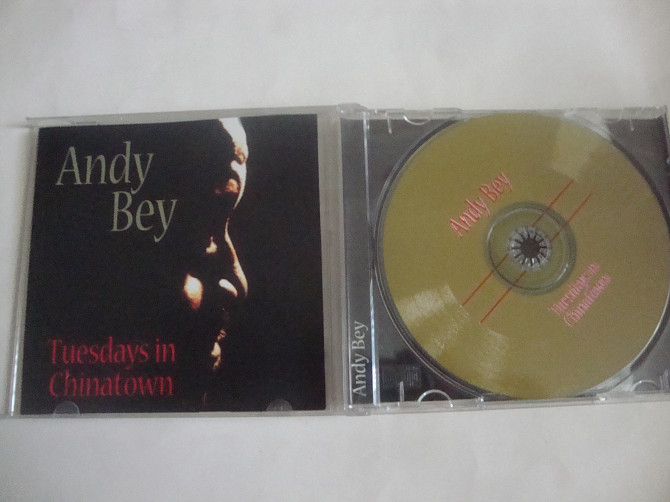 Andy
Bey
Tuesdays in
Chinatown
Andy Bey
Andy Bey
Tuesdays in
Chinatown